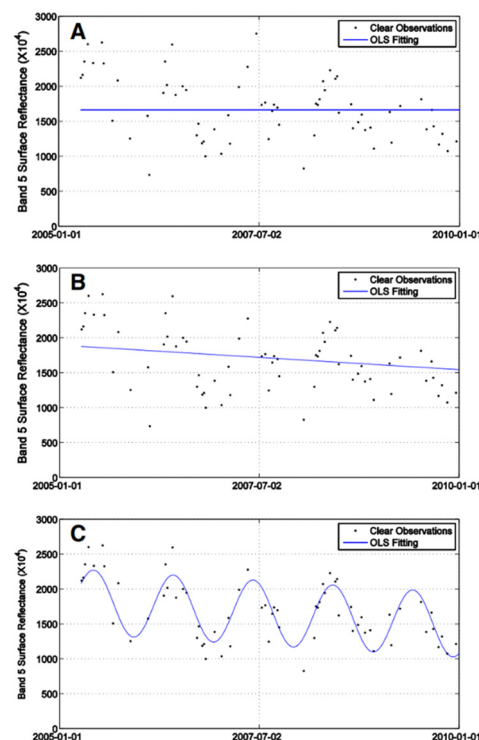 A
Clear Observations
OLS Fitting
Band 5 Surface Reflectance (X10⁴)
3000
2500
2000
1500
1000
500
0
2005-01-01
2007-07-02
2010-01-01
B
Clear Observations
OLS Fitting
Band 5 Surface Reflectance (X10⁴)
3000
2500
2000
1500
1000
500
0
2005-01-01
2007-07-02
2010-01-01
C
Clear Observations
OLS Fitting
Band 5 Surface Reflectance (X10⁴)
3000
2500
2000
1500
1000
500
0
2005-01-01
2007-07-02
2010-01-01